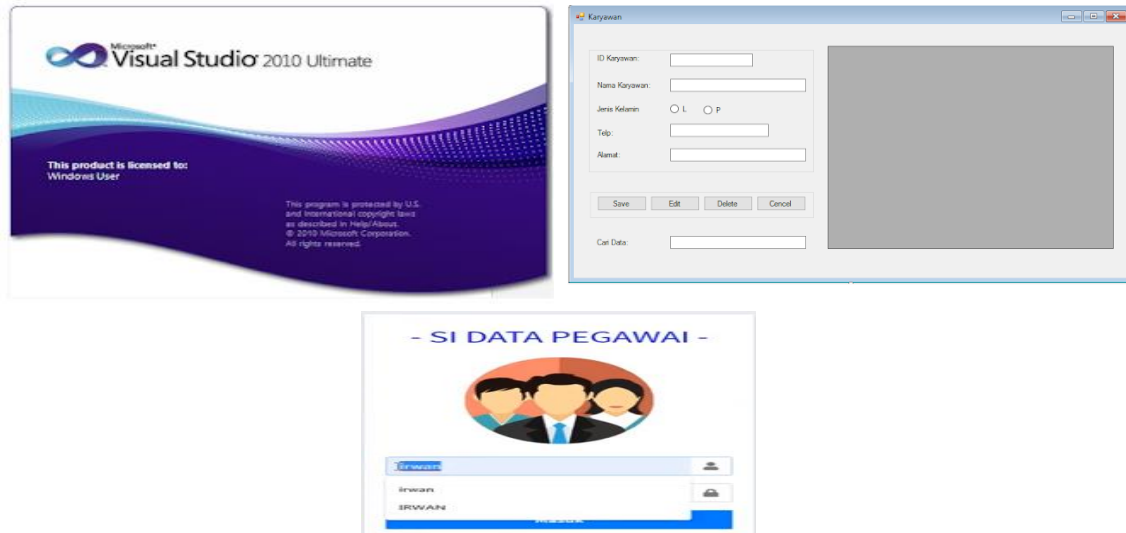 Microsoft®
Visual Studio® 2010 Ultimate
This product is licensed to:
Windows User
This program is protected by U.S.
and International copyright laws
as described in Help/About.
© 2010 Microsoft Corporation.
All rights reserved.
Karyawan
ID Karyawan:
Nama Karyawan:
Jenis Kelamin
L P
Telp:
Alamat:
Save Edit Delete Cancel
Cari Data:
- SI DATA PEGAWAI -
irwan
irwan
IRWAN